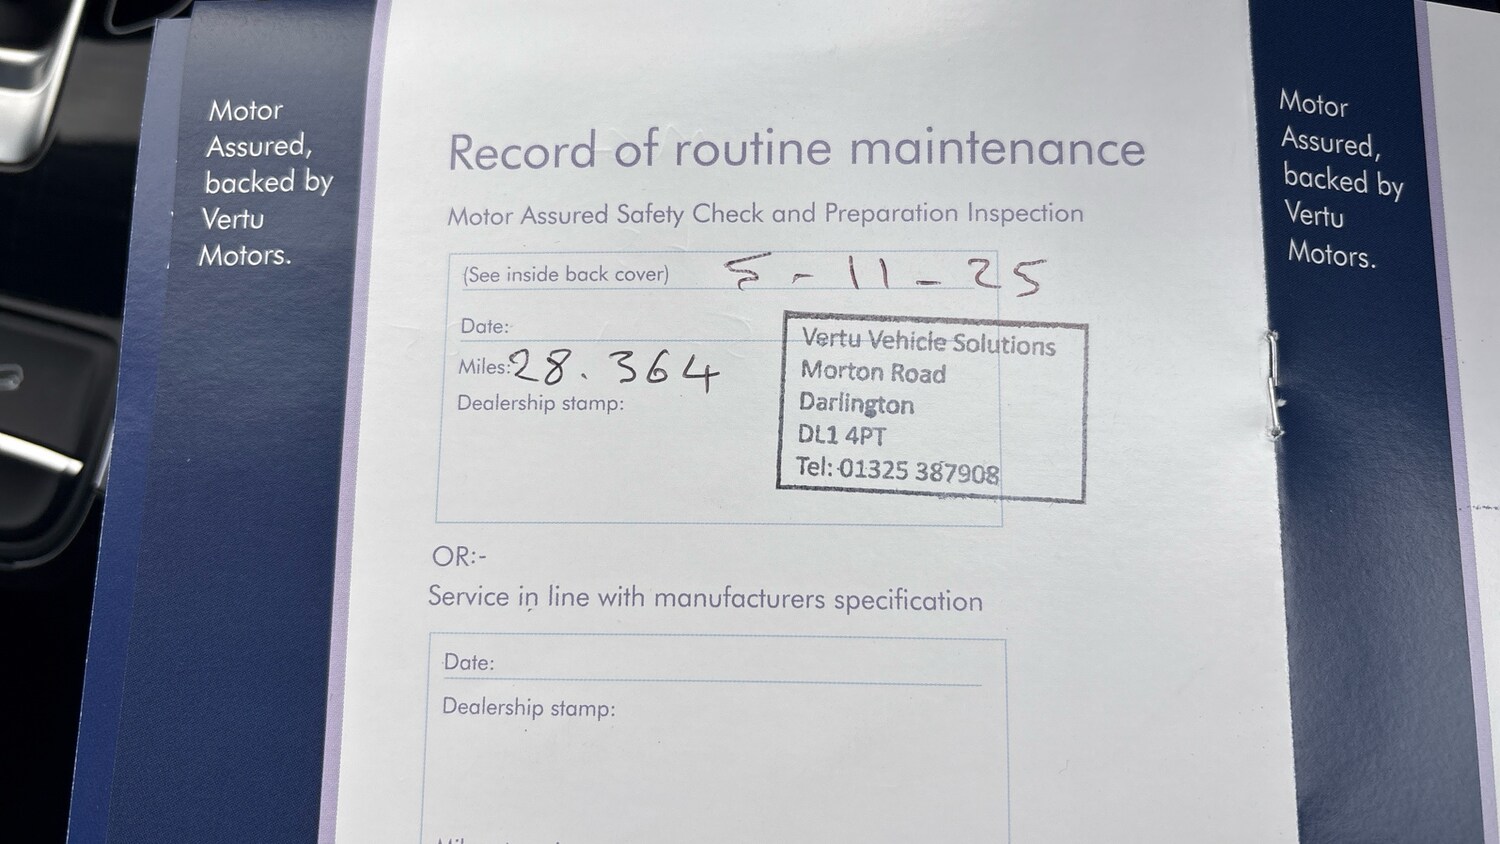 Motor
Assured,
backed by
Vertu
Motors.
Record of routine maintenance
Motor Assured Safety Check and Preparation Inspection
(See inside back cover) 5 - 11 - 25
Date:
Miles: 28.364
Dealership stamp:
Vertu Vehicle Solutions
Morton Road
Darlington
DL1 4PT
Tel: 01325 387908
OR:-
Service in line with manufacturers specification
Date:
Dealership stamp:
Motor
Assured,
backed by
Vertu
Motors.